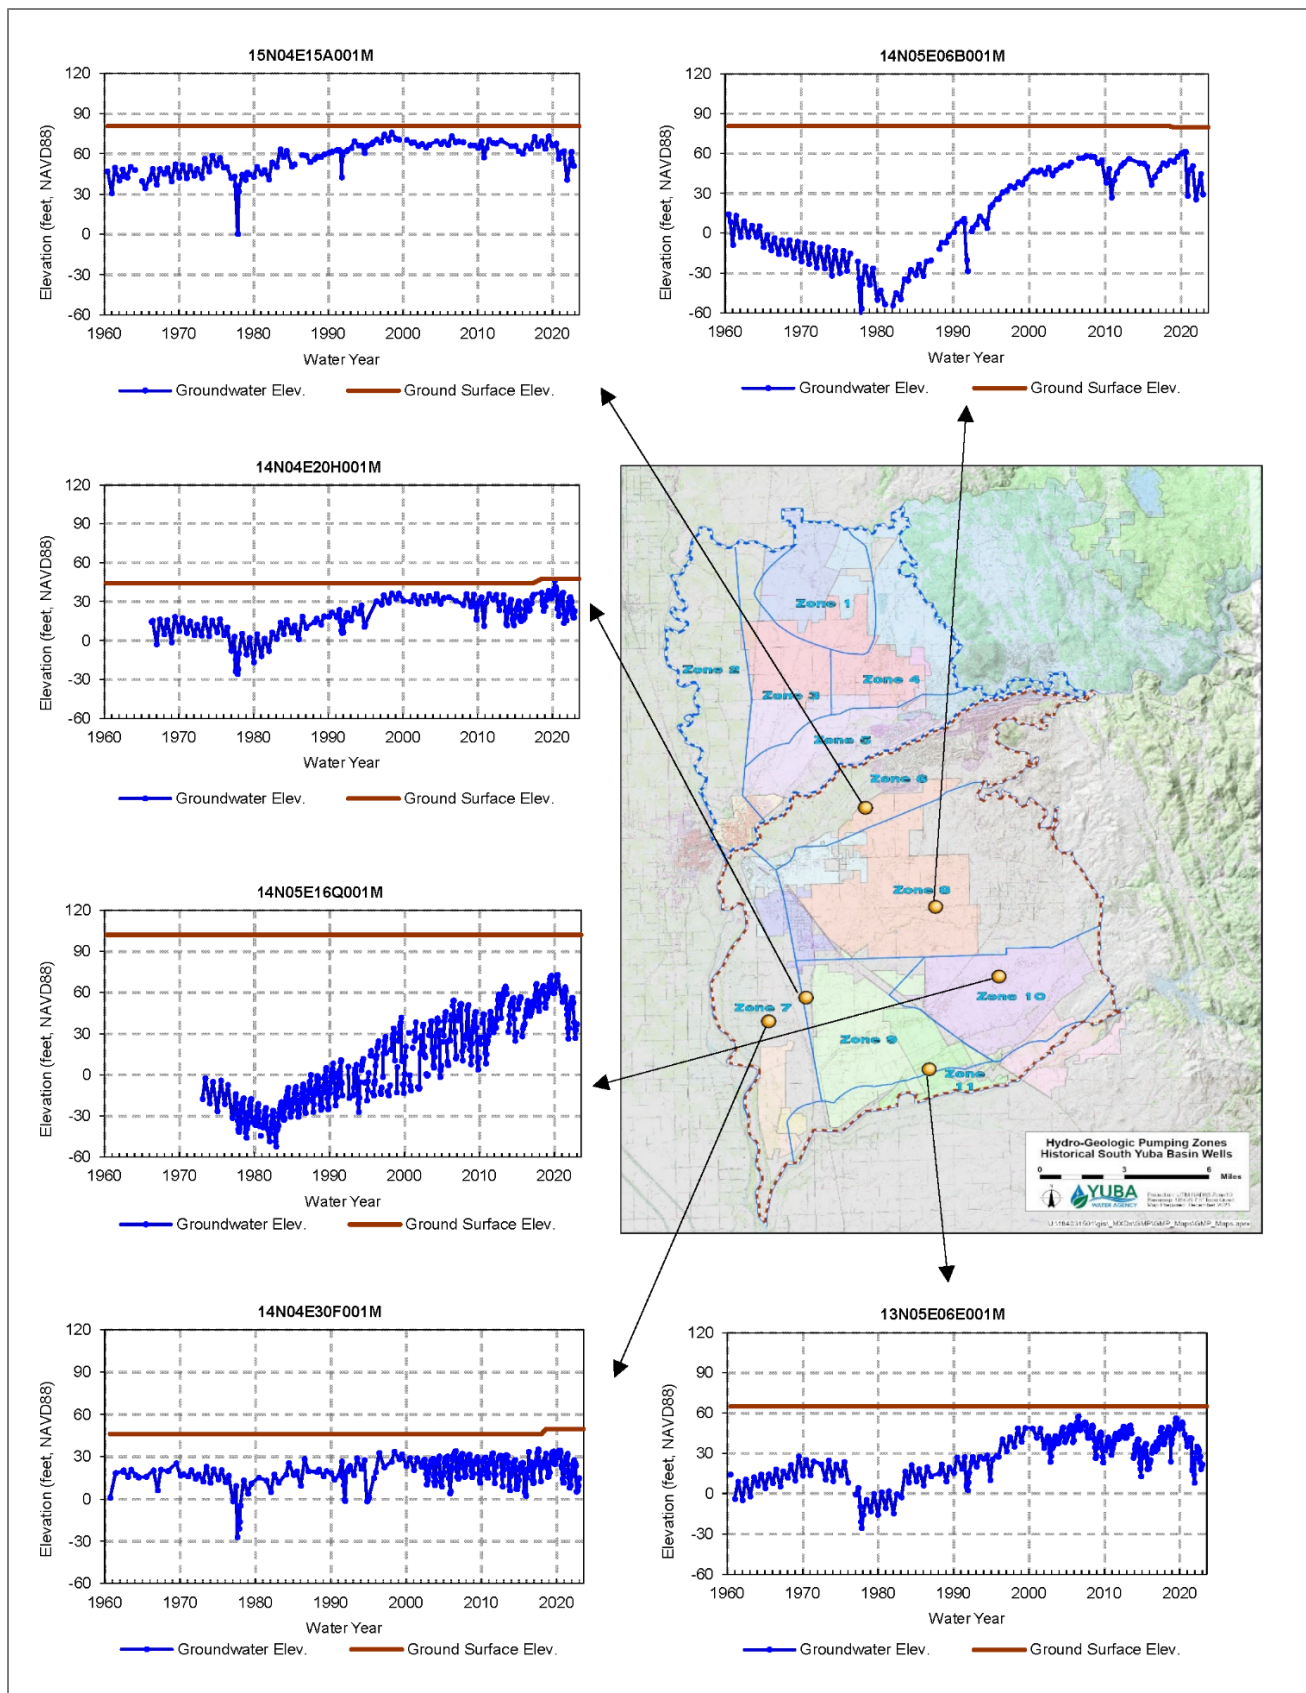 15N04E15A001M
120
90
60
30
0
-30
-60
Elevation (feet, NAVD88)
1960 1970 1980 1990 2000 2010 2020
Water Year
Groundwater Elev. Ground Surface Elev.
14N05E06B001M
120
90
60
30
0
-30
-60
Elevation (feet, NAVD88)
1960 1970 1980 1990 2000 2010 2020
Water Year
Groundwater Elev. Ground Surface Elev.
14N04E20H001M
120
90
60
30
0
-30
-60
Elevation (feet, NAVD88)
1960 1970 1980 1990 2000 2010 2020
Water Year
Groundwater Elev. Ground Surface Elev.
Zone 1
Zone 2
Zone 3
Zone 4
Zone 5
Zone 6
Zone 8
Zone 7
Zone 10
Zone 9
Zone
11
Hydro-Geologic Pumping Zones
Historical South Yuba Basin Wells
0 3 6
Miles
YUBA
WATER AGENCY
14N05E16Q001M
120
90
60
30
0
-30
-60
Elevation (feet, NAVD88)
1960 1970 1980 1990 2000 2010 2020
Water Year
Groundwater Elev. Ground Surface Elev.
14N04E30F001M
120
90
60
30
0
-30
-60
Elevation (feet, NAVD88)
1960 1970 1980 1990 2000 2010 2020
Water Year
Groundwater Elev. Ground Surface Elev.
13N05E06E001M
120
90
60
30
0
-30
-60
Elevation (feet, NAVD88)
1960 1970 1980 1990 2000 2010 2020
Water Year
Groundwater Elev. Ground Surface Elev.